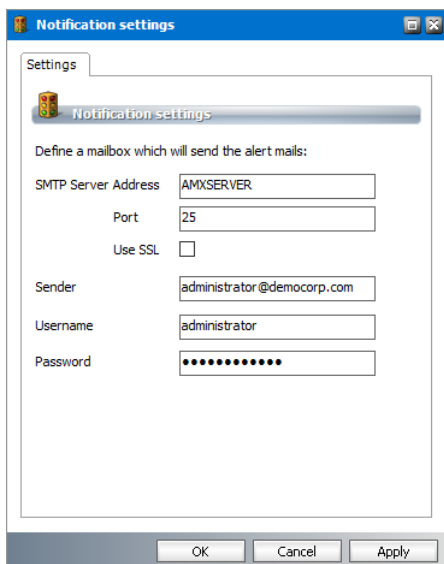 Notification settings
Settings
Notification settings
Define a mailbox which will send the alert mails:
SMTP Server Address AMXSERVER
Port 25
Use SSL
Sender administrator@democorp.com
Username administrator
Password ●●●●●●●●●●●●
OK Cancel Apply